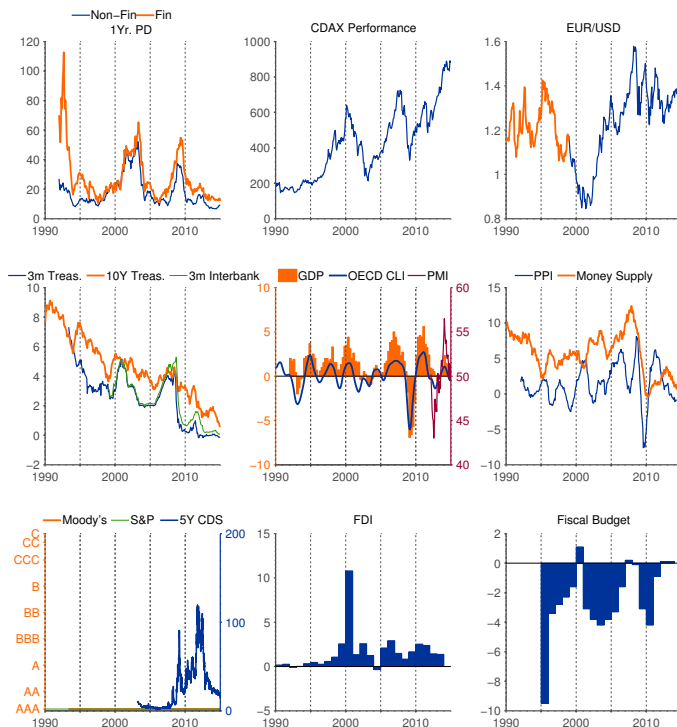 Non−Fin Fin
1Yr. PD
120
100
80
60
40
20
0
1990 2000 2010
CDAX Performance
1000
800
600
400
200
0
1990 2000 2010
EUR/USD
1.6
1.4
1.2
1
0.8
1990 2000 2010
3m Treas. 10Y Treas. 3m Interbank
10
8
6
4
2
0
−2
1990 2000 2010
GDP OECD CLI PMI
10 60
5 55
0 50
−5 45
−10 40
1990 2000 2010
PPI Money Supply
15
10
5
0
−5
−10
1990 2000 2010
Moody's S&P 5Y CDS
C 200
CC
CCC
B
BB 100
BBB
A
AA
AAA 0
1990 2000 2010
FDI
15
10
5
0
−5
1990 2000 2010
Fiscal Budget
2
0
−2
−4
−6
−8
−10
1990 2000 2010